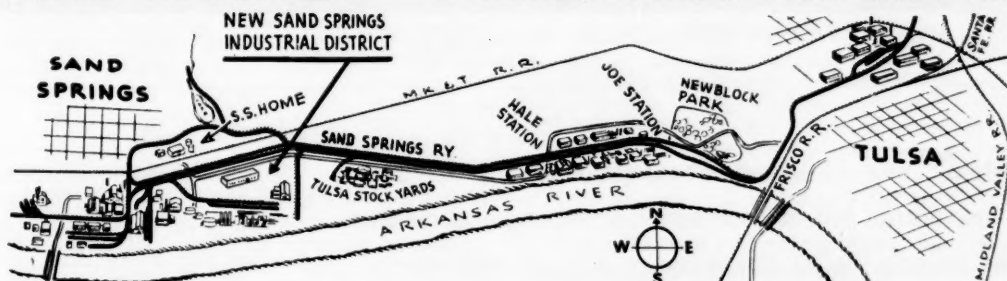 NEW SAND SPRINGS
INDUSTRIAL DISTRICT
SAND
SPRINGS
S.S. HOME
M K & T R. R.
SAND SPRINGS RY.
TULSA STOCK YARDS
HALE
STATION
JOE STATION
NEWBLOCK
PARK
ARKANSAS RIVER
FRISCO R.R.
TULSA
SANTA
FE. RR.
MIDLAND VALLEY R.R.
N
W E
S